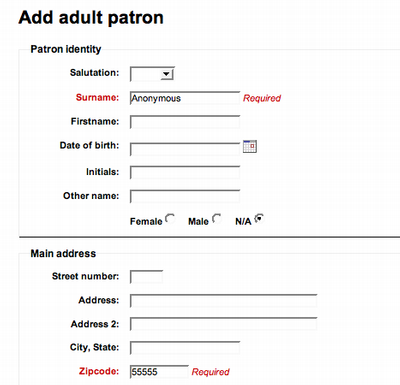 Add adult patron
Patron identity
Salutation:
Surname: Anonymous Required
Firstname:
Date of birth:
Initials:
Other name:
Female Male N/A
Main address
Street number:
Address:
Address 2:
City, State:
Zipcode: 55555 Required